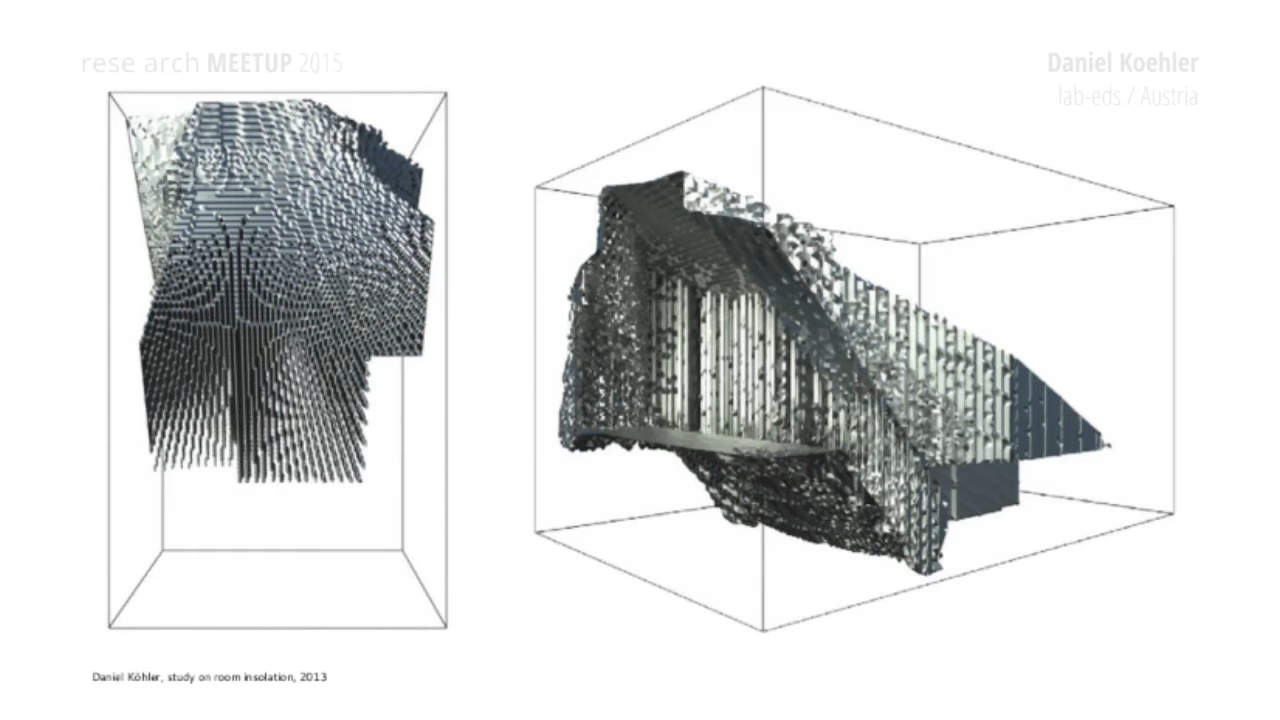 rese arch MEETUP 2015
Daniel Koehler
lab-eds / Austria
Daniel Köhler, study on room insolation, 2013